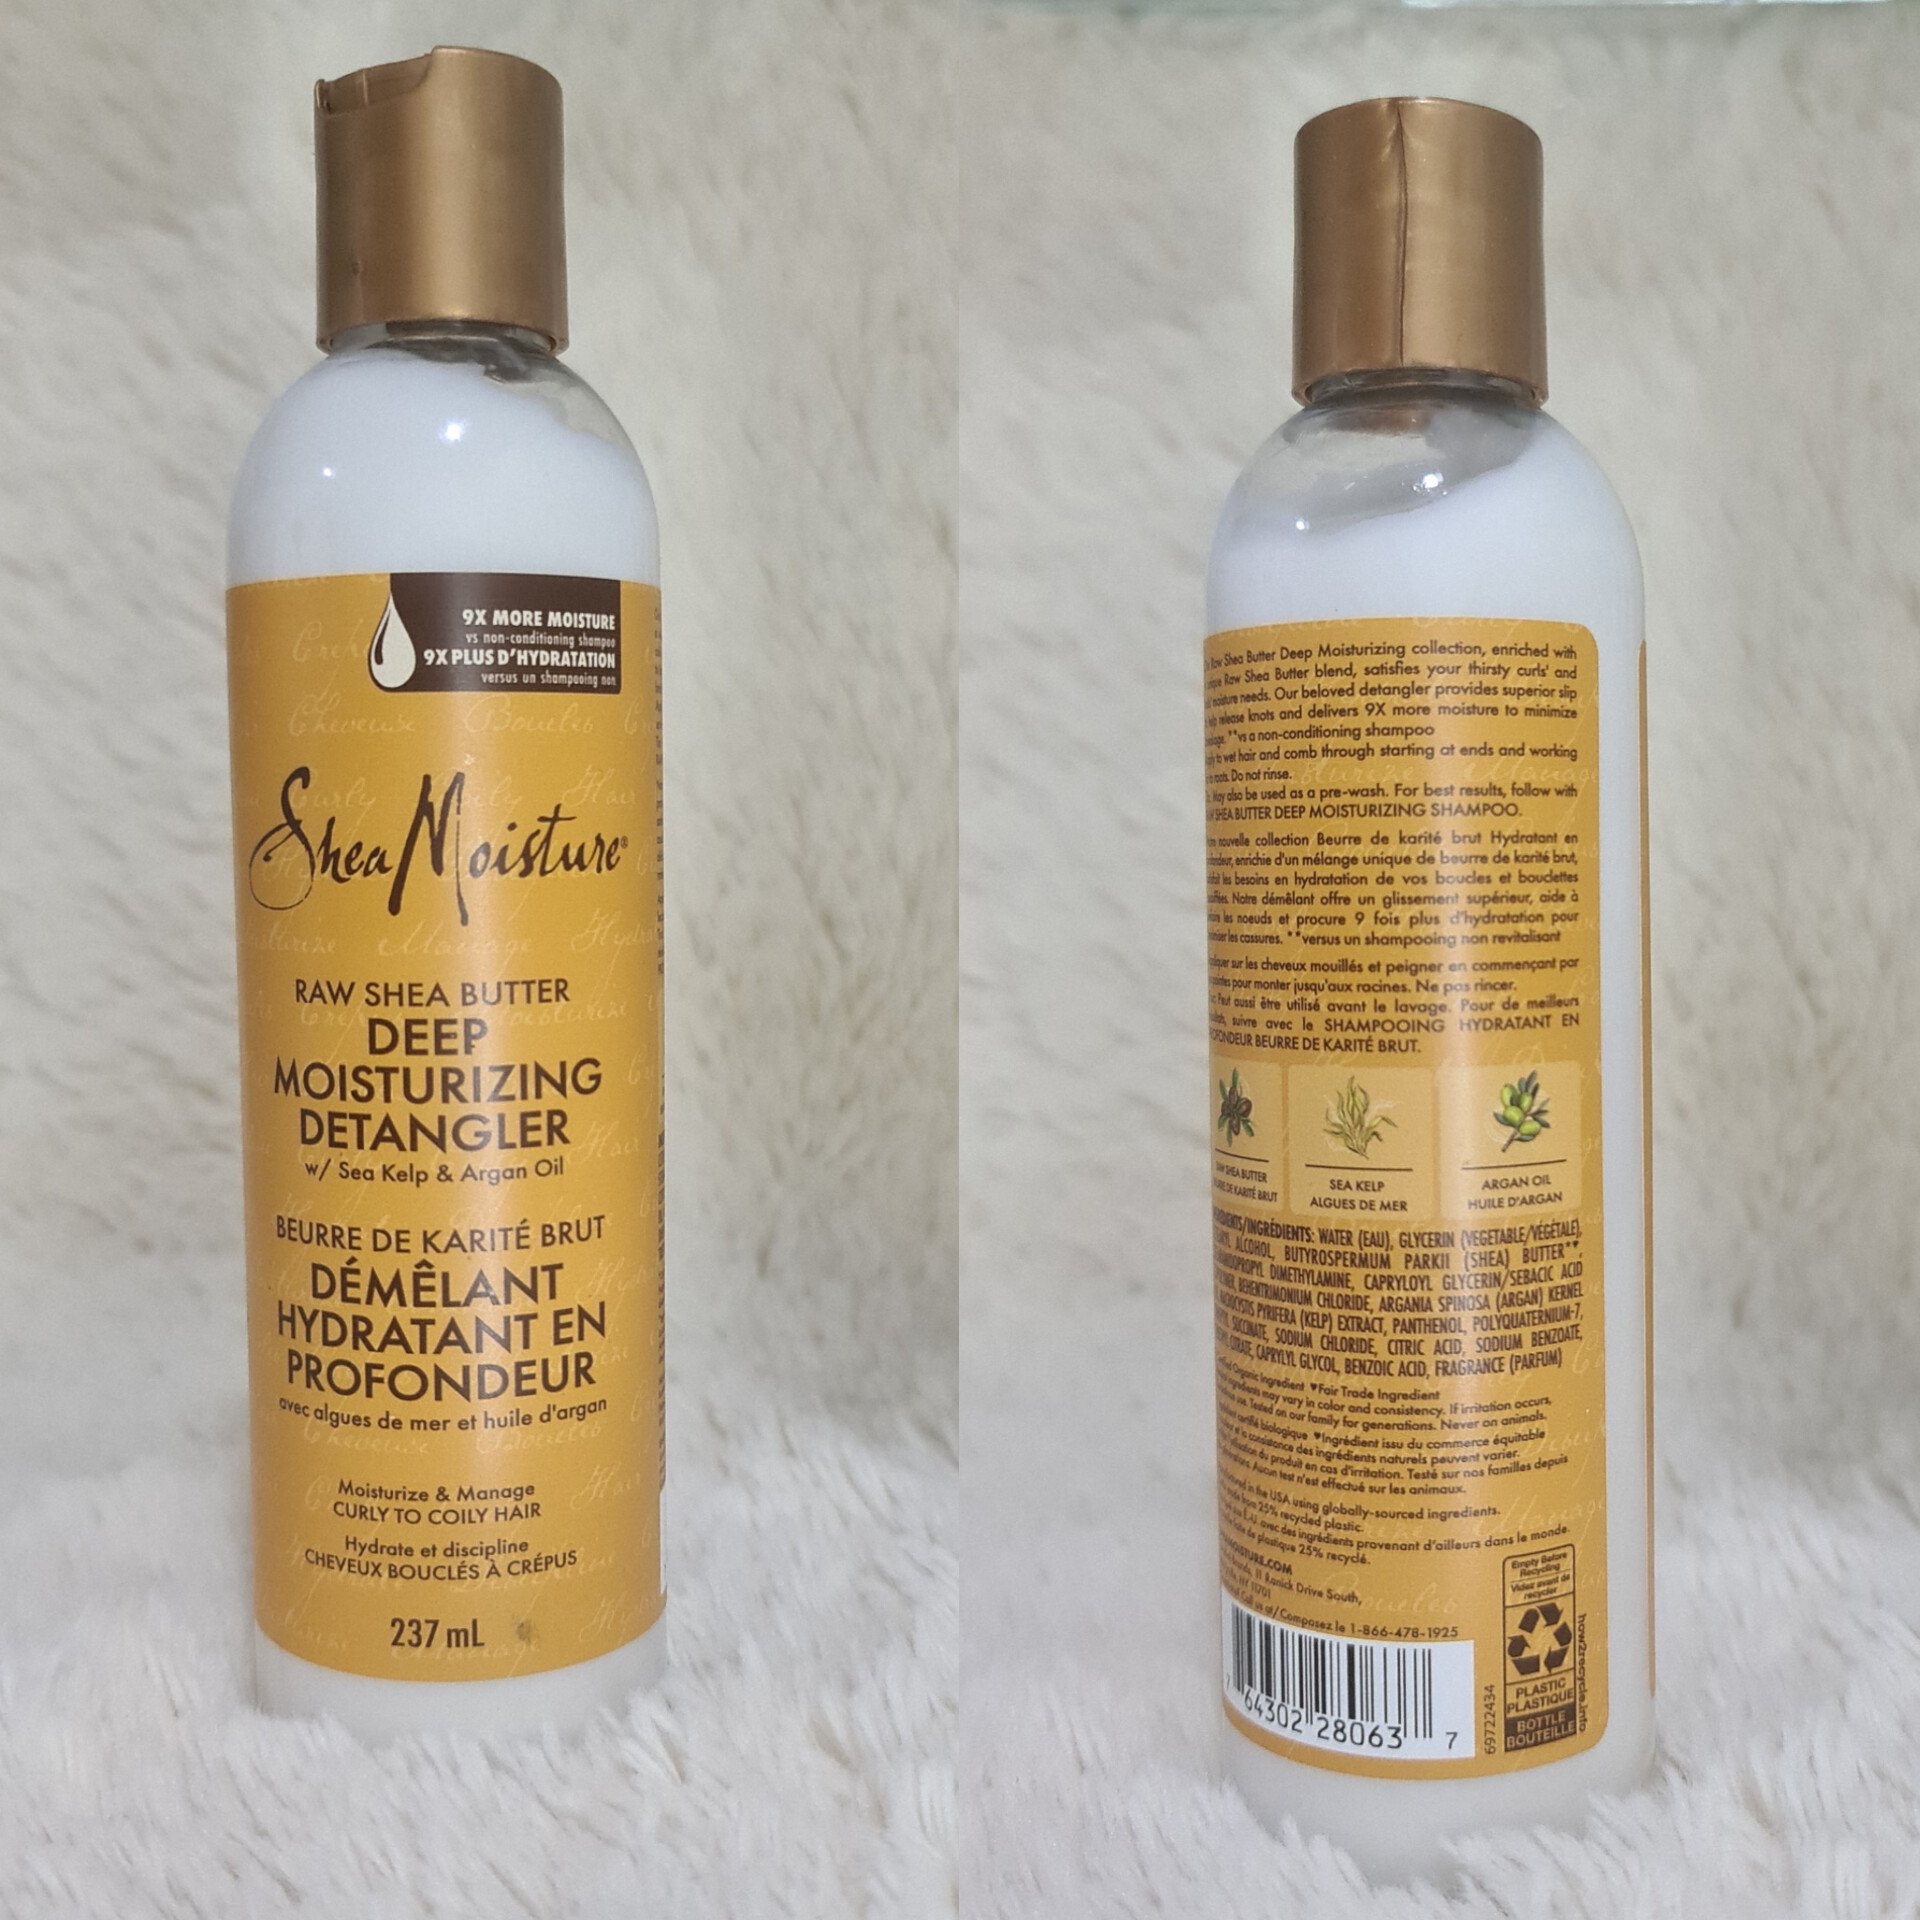 9X MORE MOISTURE
vs non-conditioning shampoo
9X PLUS D'HYDRATATION
versus un shampooing non
Shea Moisture®
RAW SHEA BUTTER
DEEP
MOISTURIZING
DETANGLER
w/ Sea Kelp & Argan Oil
BEURRE DE KARITÉ BRUT
DÉMÊLANT
HYDRATANT EN
PROFONDEUR
avec algues de mer et huile d'argan
Moisturize & Manage
CURLY TO COILY HAIR
Hydrate et discipline
CHEVEUX BOUCLÉS À CRÉPUS
237 mL
Raw Shea Butter Deep Moisturizing collection, enriched with
Raw Shea Butter blend, satisfies your thirsty curls' and
moisture needs. Our beloved detangler provides superior slip
release knots and delivers 9X more moisture to minimize
**vs a non-conditioning shampoo
to wet hair and comb through starting at ends and working
roots. Do not rinse.
May also be used as a pre-wash. For best results, follow with
SHEA BUTTER DEEP MOISTURIZING SHAMPOO.
nouvelle collection Beurre de karité brut Hydratant en
enrichie d'un mélange unique de beurre de karité brut,
les besoins en hydratation de vos boucles et bouclettes
Notre démêlant offre un glissement supérieur, aide à
les noeuds et procure 9 fois plus d'hydratation pour
les cassures. **versus un shampooing non revitalisant
sur les cheveux mouillés et peigner en commençant par
pointes pour monter jusqu'aux racines. Ne pas rincer.
Peut aussi être utilisé avant le lavage. Pour de meilleurs
suivre avec le SHAMPOOING HYDRATANT EN
BEURRE DE KARITÉ BRUT.
SHEA BUTTER
DE KARITÉ BRUT
SEA KELP
ALGUES DE MER
ARGAN OIL
HUILE D'ARGAN
INGRÉDIENTS: WATER (EAU), GLYCERIN (VEGETABLE/VÉGÉTALE),
ALCOHOL, BUTYROSPERMUM PARKII (SHEA) BUTTER*♥,
DIMETHYLAMINE, CAPRYLOYL GLYCERIN/SEBACIC ACID
BEHENTRIMONIUM CHLORIDE, ARGANIA SPINOSA (ARGAN) KERNEL
MACROCYSTIS PYRIFERA (KELP) EXTRACT, PANTHENOL, POLYQUATERNIUM-7,
SUCCINATE, SODIUM CHLORIDE, CITRIC ACID, SODIUM BENZOATE,
CITRATE, CAPRYLYL GLYCOL, BENZOIC ACID, FRAGRANCE (PARFUM)
Organic Ingredient ♥Fair Trade Ingredient
ingredients may vary in color and consistency. If irritation occurs,
use. Tested on our family for generations. Never on animals.
certifié biologique ♥Ingrédient issu du commerce équitable
et la consistance des ingrédients naturels peuvent varier.
du produit en cas d'irritation. Testé sur nos familles depuis
Aucun test n'est effectué sur les animaux.
in the USA using globally-sourced ingredients.
from 25% recycled plastic.
avec des ingrédients provenant d'ailleurs dans le monde.
de plastique 25% recyclé.
MOISTURE.COM
11 Ranick Drive South,
NY 11701
Call us at/Composez le 1-866-478-1925
7 64302 28063 7
69722434
Empty Before
Recycling
Videz avant de
recycler
PLASTIC
PLASTIQUE
BOTTLE
BOUTEILLE
how2recycle.info